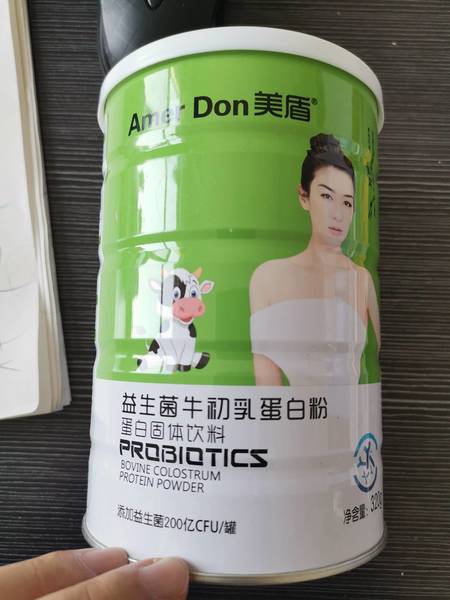 Amer Don美盾®
益生菌牛初乳蛋白粉
蛋白固体饮料
PROBIOTICS
BOVINE COLOSTRUM
PROTEIN POWDER
添加益生菌200亿CFU/罐
净含量: 320g